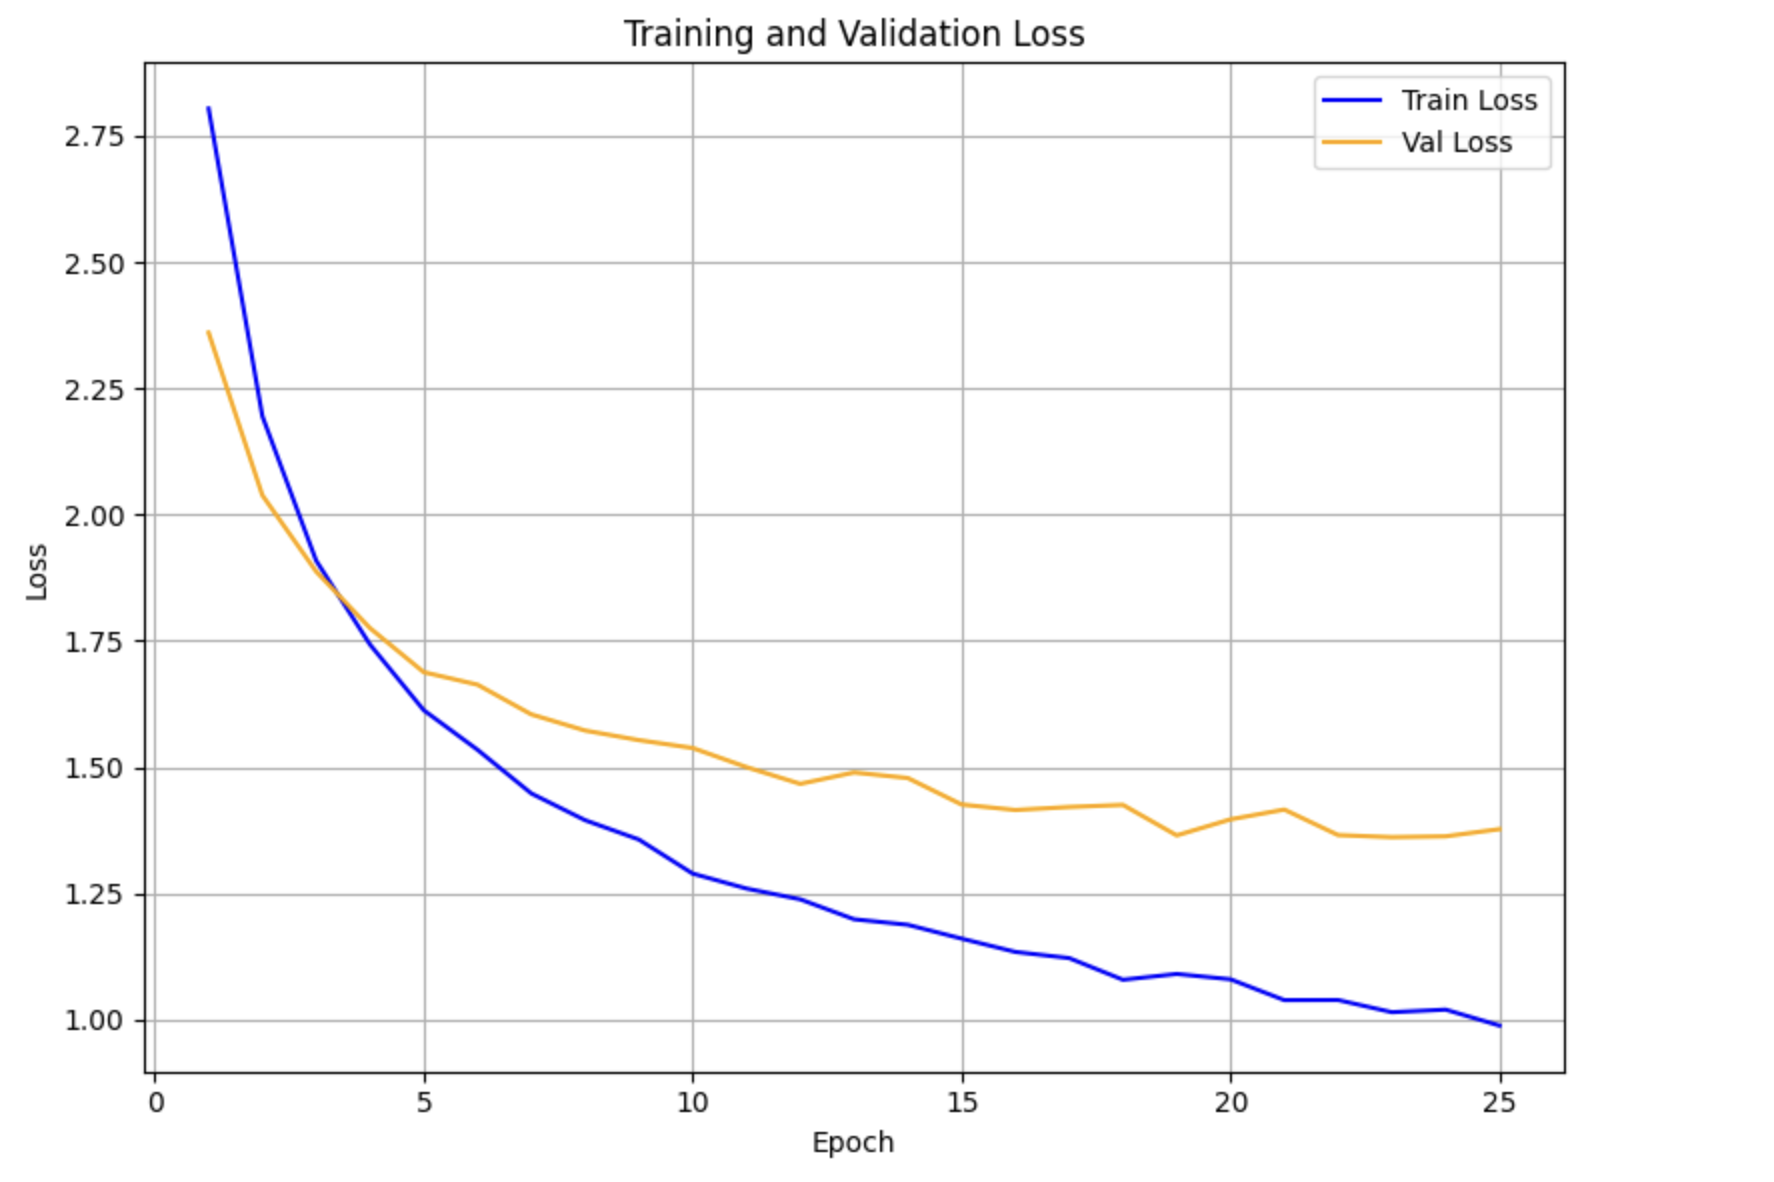 Training and Validation Loss
Train Loss
Val Loss
2.75
2.50
2.25
2.00
1.75
1.50
1.25
1.00
Loss
0 5 10 15 20 25
Epoch